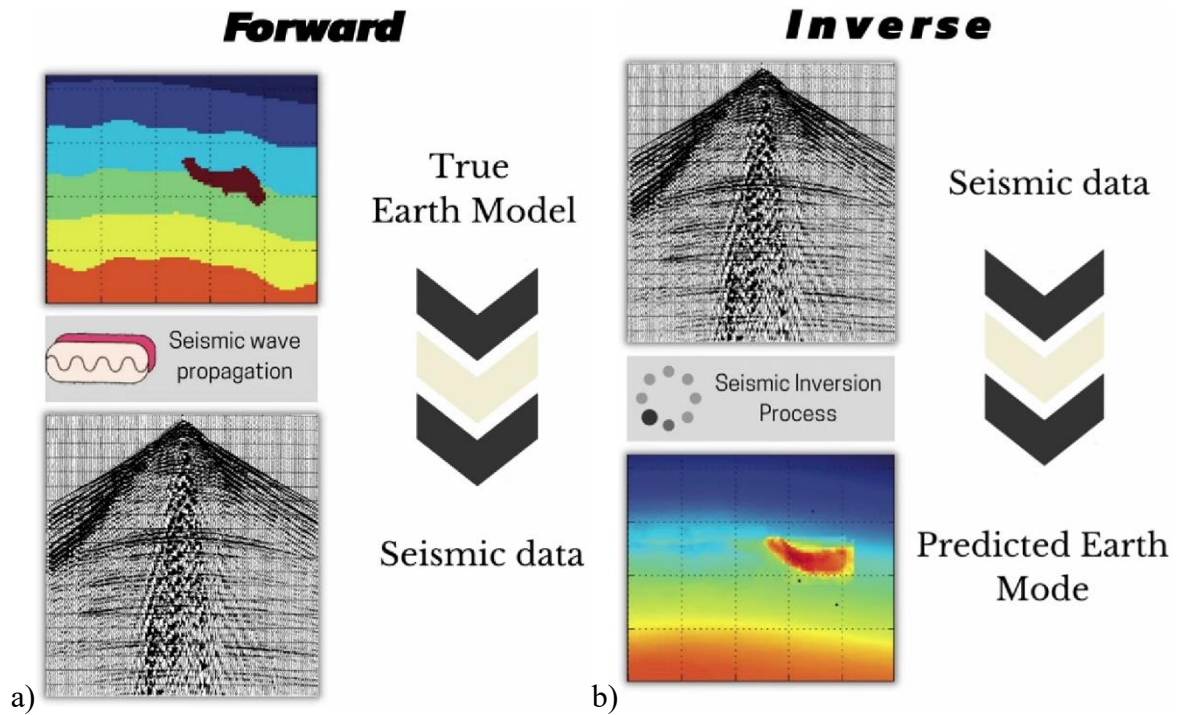 Forward
True
Earth Model
Seismic wave
propagation
Seismic data
a)
Inverse
Seismic data
Seismic Inversion
Process
Predicted Earth
Mode
b)